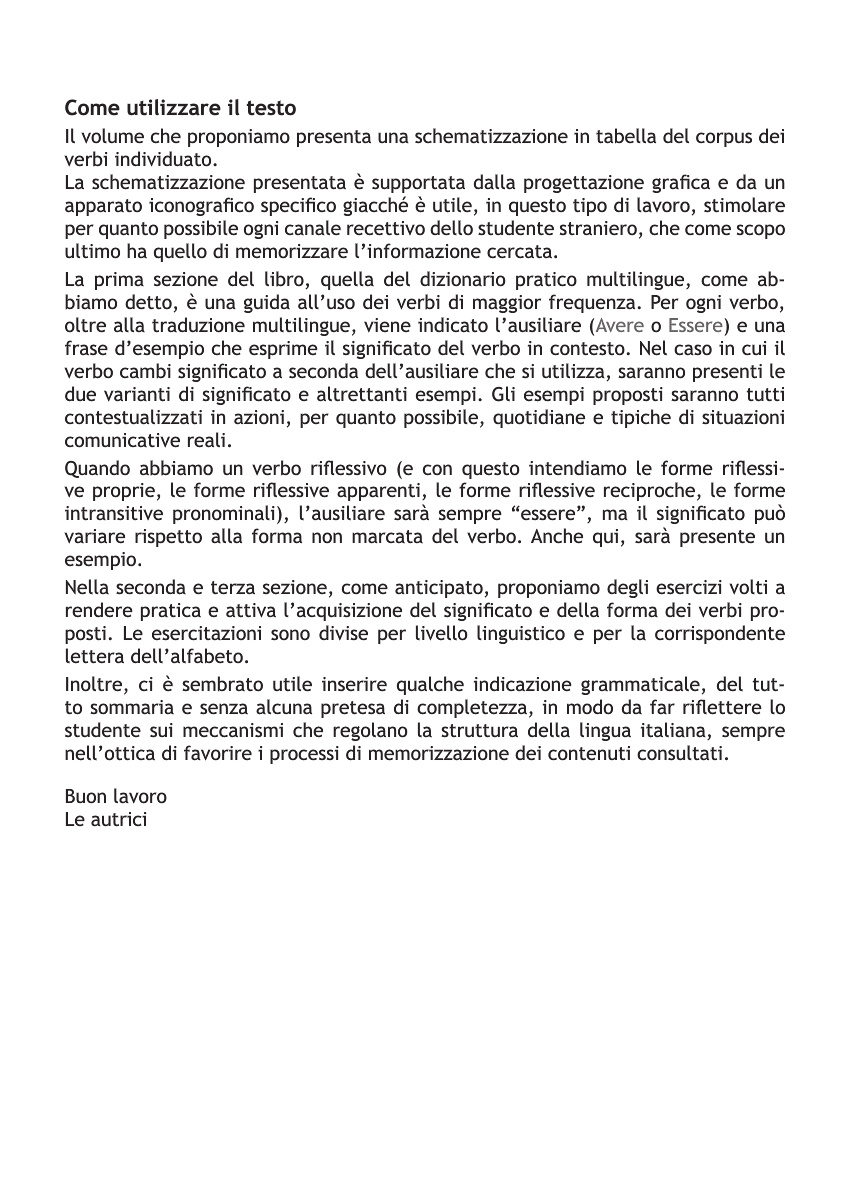 Come utilizzare il testo
Il volume che proponiamo presenta una schematizzazione in tabella del corpus dei
verbi individuato.
La schematizzazione presentata è supportata dalla progettazione grafica e da un
apparato iconografico specifico giacché è utile, in questo tipo di lavoro, stimolare
per quanto possibile ogni canale recettivo dello studente straniero, che come scopo
ultimo ha quello di memorizzare l’informazione cercata.
La prima sezione del libro, quella del dizionario pratico multilingue, come ab-
biamo detto, è una guida all’uso dei verbi di maggior frequenza. Per ogni verbo,
oltre alla traduzione multilingue, viene indicato l’ausiliare (Avere o Essere) e una
frase d’esempio che esprime il significato del verbo in contesto. Nel caso in cui il
verbo cambi significato a seconda dell’ausiliare che si utilizza, saranno presenti le
due varianti di significato e altrettanti esempi. Gli esempi proposti saranno tutti
contestualizzati in azioni, per quanto possibile, quotidiane e tipiche di situazioni
comunicative reali.
Quando abbiamo un verbo riflessivo (e con questo intendiamo le forme riflessi-
ve proprie, le forme riflessive apparenti, le forme riflessive reciproche, le forme
intransitive pronominali), l’ausiliare sarà sempre “essere”, ma il significato può
variare rispetto alla forma non marcata del verbo. Anche qui, sarà presente un
esempio.
Nella seconda e terza sezione, come anticipato, proponiamo degli esercizi volti a
rendere pratica e attiva l’acquisizione del significato e della forma dei verbi pro-
posti. Le esercitazioni sono divise per livello linguistico e per la corrispondente
lettera dell’alfabeto.
Inoltre, ci è sembrato utile inserire qualche indicazione grammaticale, del tut-
to sommaria e senza alcuna pretesa di completezza, in modo da far riflettere lo
studente sui meccanismi che regolano la struttura della lingua italiana, sempre
nell’ottica di favorire i processi di memorizzazione dei contenuti consultati.
Buon lavoro
Le autrici